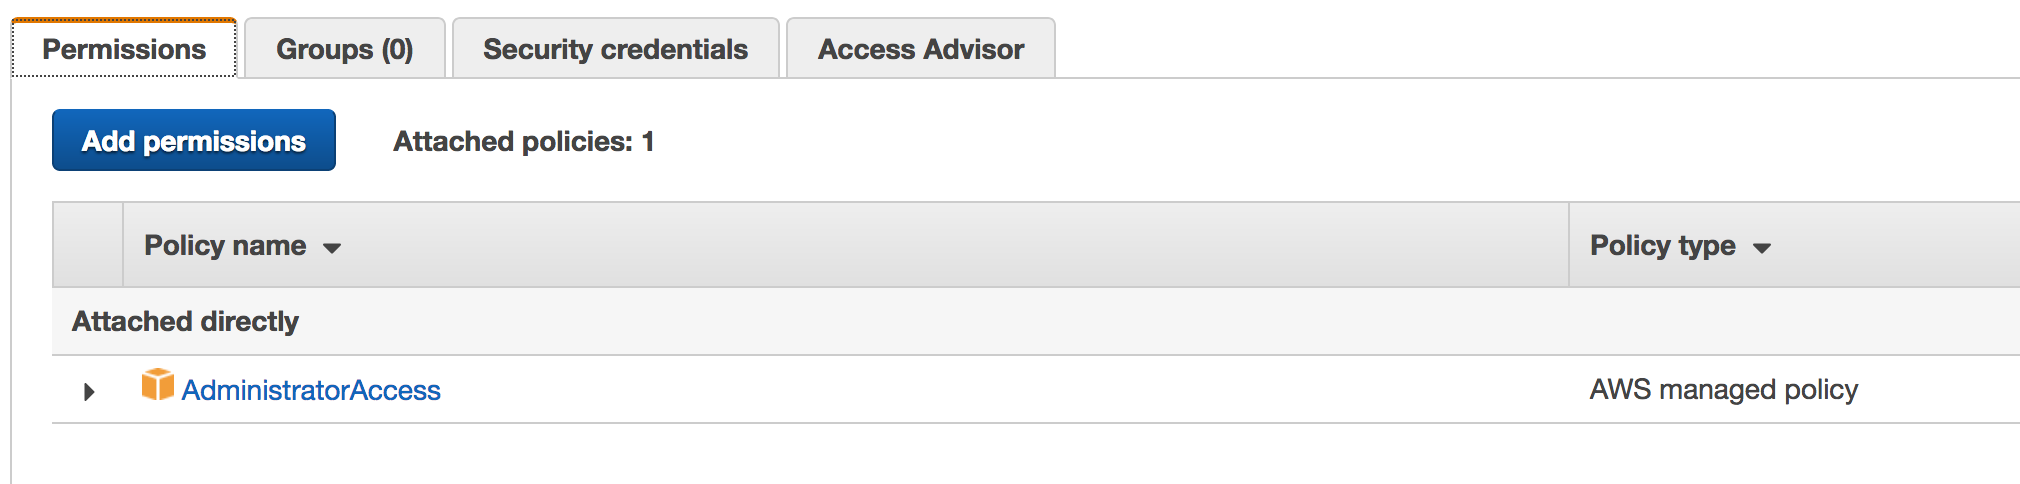 Permissions
Groups (0)
Security credentials
Access Advisor
Add permissions
Attached policies: 1
Policy name
Policy type
Attached directly
AdministratorAccess
AWS managed policy